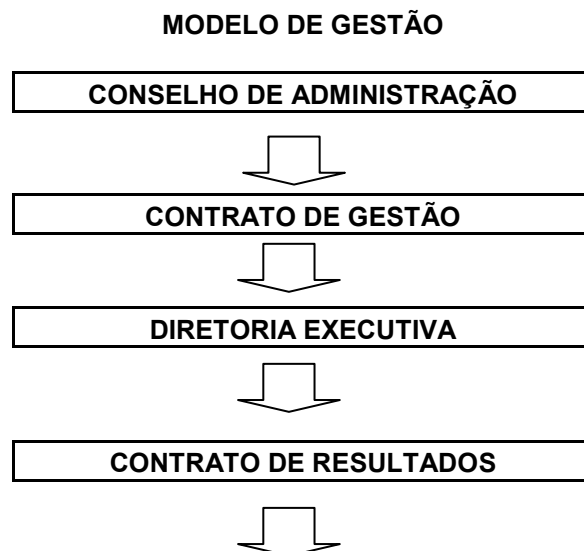 MODELO DE GESTÃO
CONSELHO DE ADMINISTRAÇÃO
CONTRATO DE GESTÃO
DIRETORIA EXECUTIVA
CONTRATO DE RESULTADOS